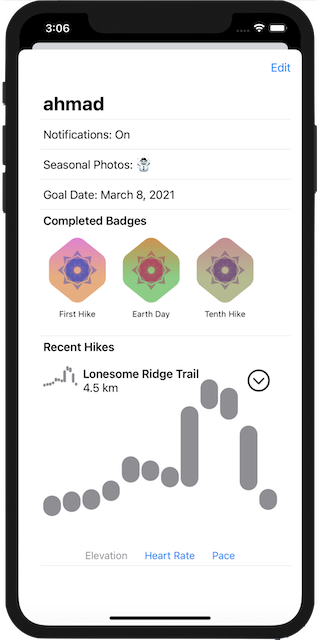 3:06
Edit
ahmad
Notifications: On
Seasonal Photos: ☃️
Goal Date: March 8, 2021
Completed Badges
First Hike
Earth Day
Tenth Hike
Recent Hikes
Lonesome Ridge Trail
4.5 km
Elevation
Heart Rate
Pace